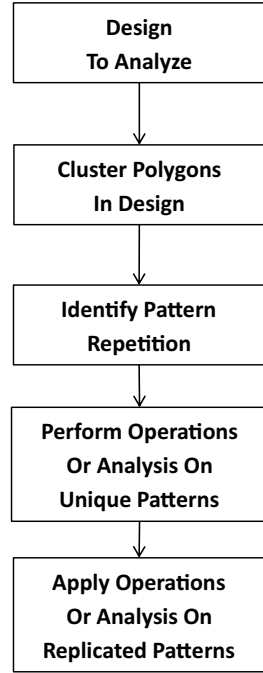 Design
To Analyze
Cluster Polygons
In Design
Identify Pattern
Repetition
Perform Operations
Or Analysis On
Unique Patterns
Apply Operations
Or Analysis On
Replicated Patterns